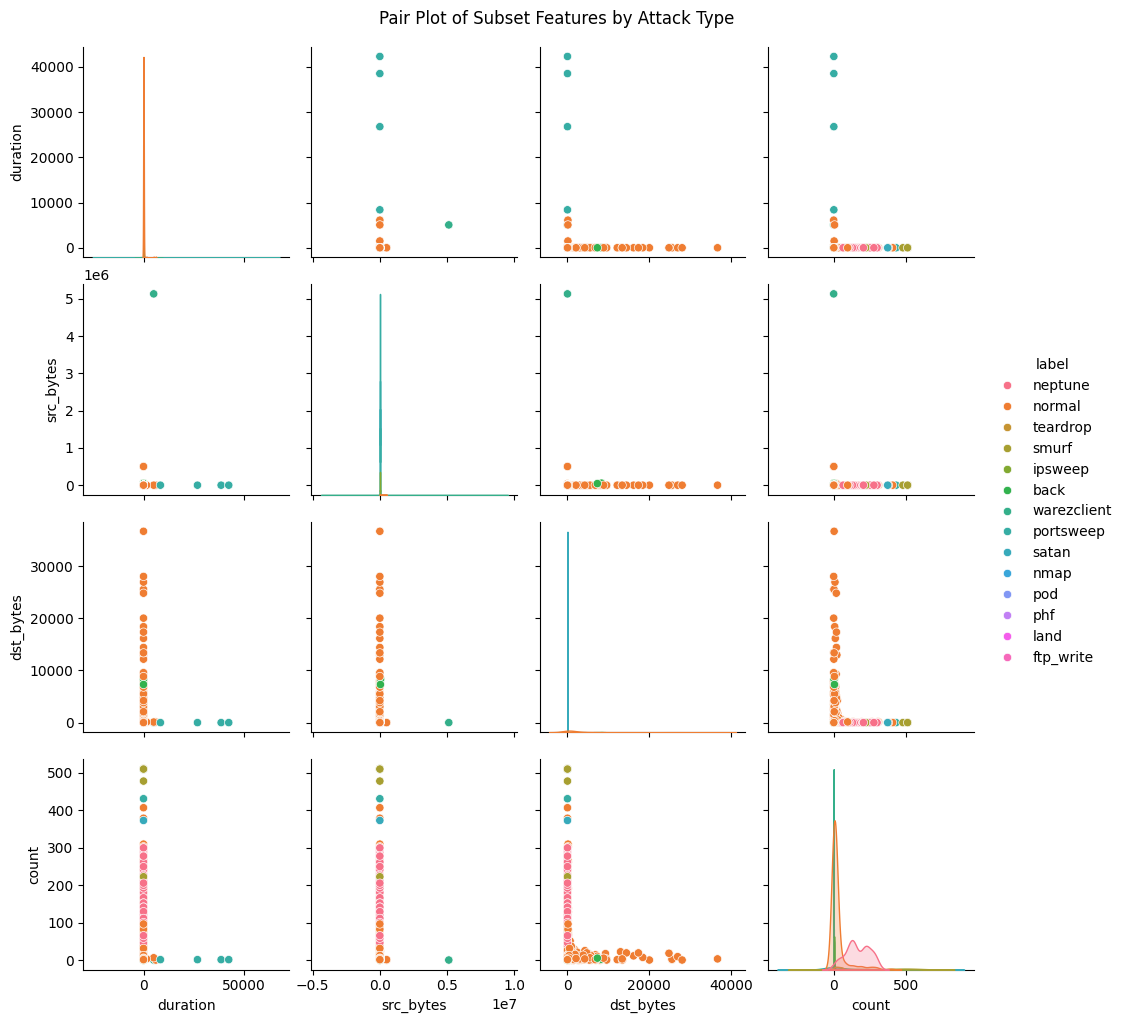 Pair Plot of Subset Features by Attack Type
40000
30000
20000
10000
0
duration
1e6
5
4
3
2
1
0
src_bytes
30000
20000
10000
0
dst_bytes
500
400
300
200
100
0
count
0 50000
duration
−0.5 0.0 0.5 1.0
1e7
src_bytes
0 20000 40000
dst_bytes
0 500
count
label
neptune
normal
teardrop
smurf
ipsweep
back
warezclient
portsweep
satan
nmap
pod
phf
land
ftp_write